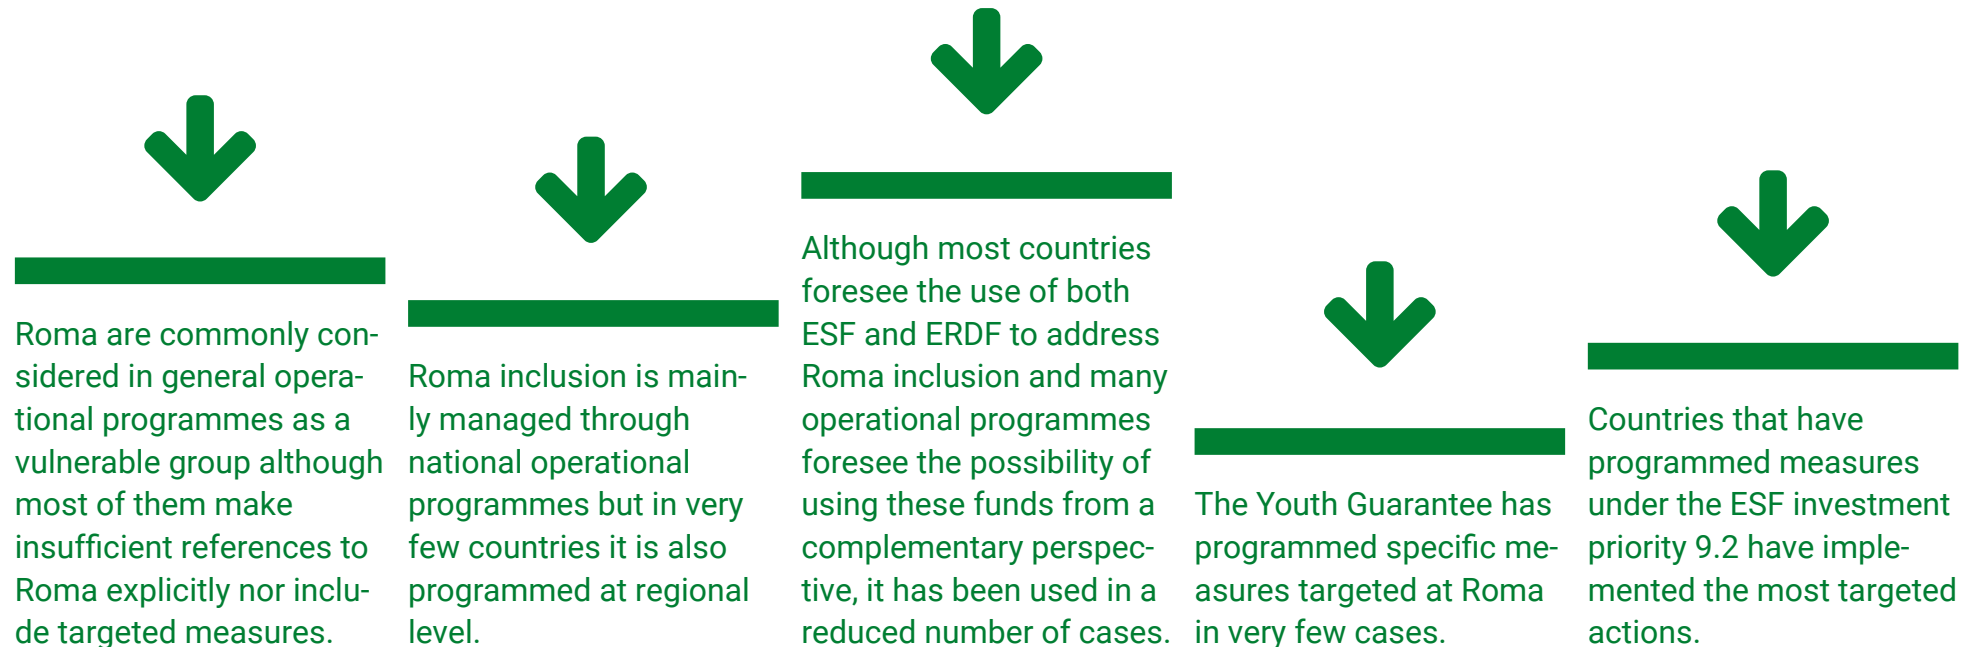 Roma are commonly con-
sidered in general opera-
tional programmes as a
vulnerable group although
most of them make
insufficient references to
Roma explicitly nor inclu-
de targeted measures.
Roma inclusion is main-
ly managed through
national operational
programmes but in very
few countries it is also
programmed at regional
level.
Although most countries
foresee the use of both
ESF and ERDF to address
Roma inclusion and many
operational programmes
foresee the possibility of
using these funds from a
complementary perspec-
tive, it has been used in a
reduced number of cases.
The Youth Guarantee has
programmed specific me-
asures targeted at Roma
in very few cases.
Countries that have
programmed measures
under the ESF investment
priority 9.2 have imple-
mented the most targeted
actions.